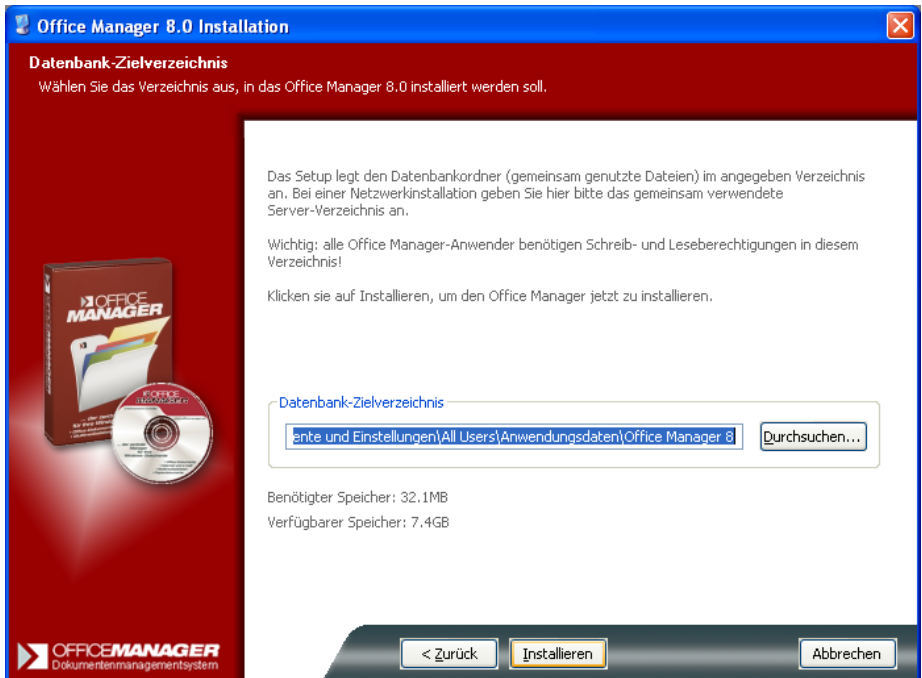 Office Manager 8.0 Installation
Datenbank-Zielverzeichnis
Wählen Sie das Verzeichnis aus, in das Office Manager 8.0 installiert werden soll.
Das Setup legt den Datenbankordner (gemeinsam genutzte Dateien) im angegeben Verzeichnis
an. Bei einer Netzwerkinstallation geben Sie hier bitte das gemeinsam verwendete
Server-Verzeichnis an.
Wichtig: alle Office Manager-Anwender benötigen Schreib- und Leseberechtigungen in diesem
Verzeichnis!
Klicken sie auf Installieren, um den Office Manager jetzt zu installieren.
OFFICE
MANAGER
Datenbank-Zielverzeichnis
ente und Einstellungen\All Users\Anwendungsdaten\Office Manager 8
Durchsuchen...
Benötigter Speicher: 32.1MB
Verfügbarer Speicher: 7.4GB
OFFICEMANAGER
Dokumentenmanagementsystem
< Zurück
Installieren
Abbrechen